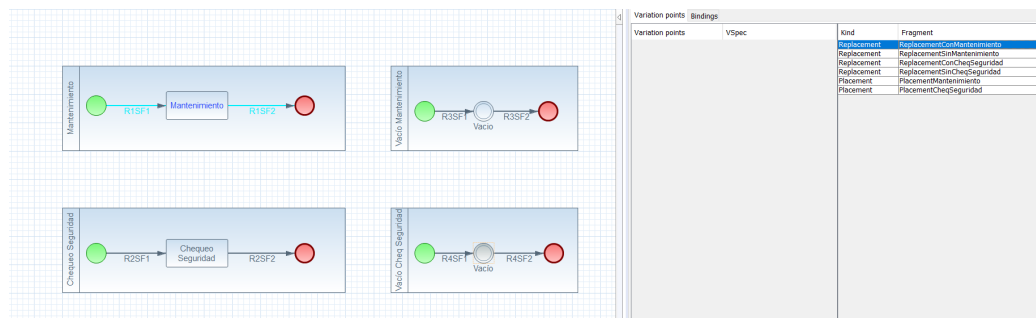 Mantenimiento
R1SF1
Mantenimiento
R1SF2
Vacío Mantenimiento
R3SF1
Vacio
R3SF2
Chequeo Seguridad
R2SF1
Chequeo
Seguridad
R2SF2
Vacío Cheq Seguridad
R4SF1
Vacio
R4SF2
Variation points Bindings
Variation points VSpec Kind Fragment
Replacement ReplacementConMantenimiento
Replacement ReplacementSinMantenimiento
Replacement ReplacementConCheqSeguridad
Replacement ReplacementSinCheqSeguridad
Placement PlacementMantenimiento
Placement PlacementCheqSeguridad